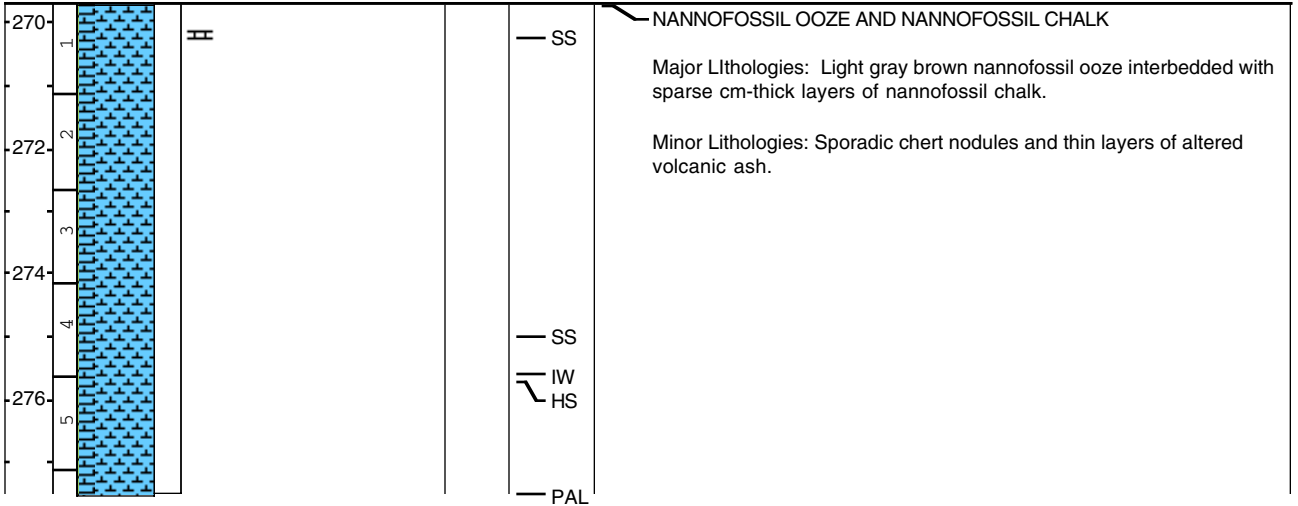 270
1
SS
NANNOFOSSIL OOZE AND NANNOFOSSIL CHALK
Major LIthologies: Light gray brown nannofossil ooze interbedded with
sparse cm-thick layers of nannofossil chalk.
2
272
Minor Lithologies: Sporadic chert nodules and thin layers of altered
volcanic ash.
3
274
4
SS
IW
276
HS
5
PAL